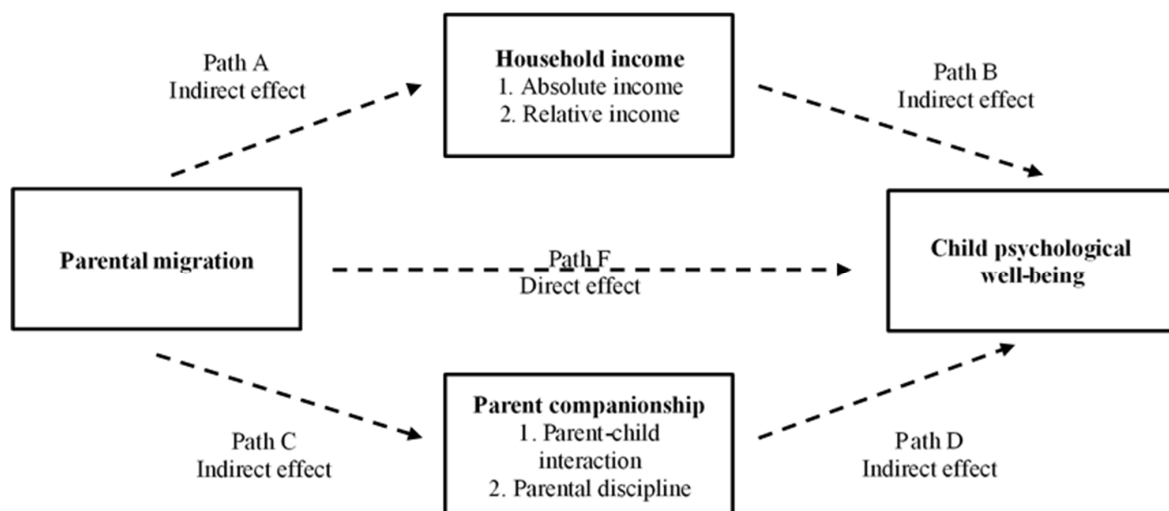 Household income
1. Absolute income
2. Relative income
Path A
Indirect effect
Path B
Indirect effect
Parental migration
Path F
Direct effect
Child psychological
well-being
Parent companionship
1. Parent-child
interaction
2. Parental discipline
Path C
Indirect effect
Path D
Indirect effect